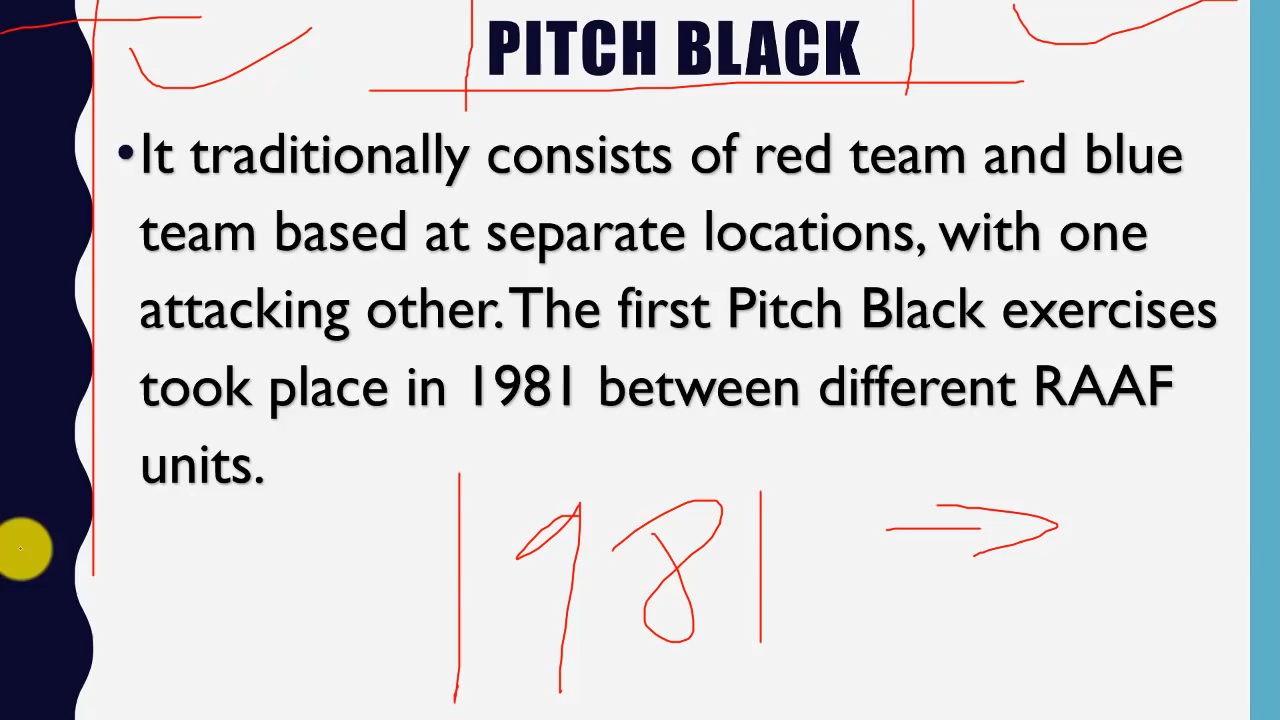 PITCH BLACK
•It traditionally consists of red team and blue
team based at separate locations, with one
attacking other. The first Pitch Black exercises
took place in 1981 between different RAAF
units.
1981 →